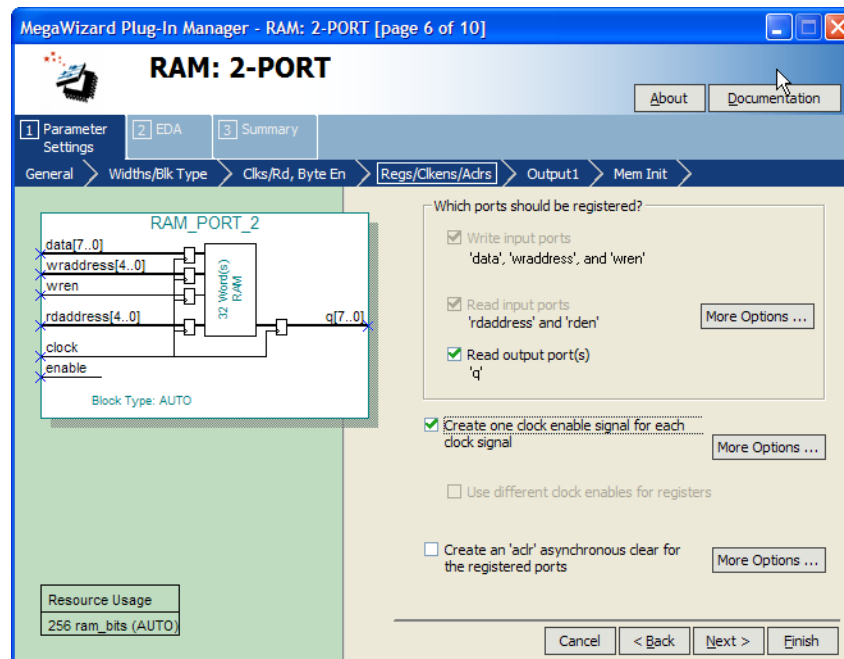 MegaWizard Plug-In Manager - RAM: 2-PORT [page 6 of 10]
RAM: 2-PORT
About
Documentation
1 Parameter Settings
2 EDA
3 Summary
General
Widths/Blk Type
Clks/Rd, Byte En
Regs/Clkens/Aclrs
Output1
Mem Init
RAM_PORT_2
data[7..0]
wraddress[4..0]
wren
rdaddress[4..0]
clock
enable
32 Word(s)
RAM
q[7..0]
Block Type: AUTO
Resource Usage
256 ram_bits (AUTO)
Which ports should be registered?
Write input ports
'data', 'wraddress', and 'wren'
Read input ports
'rdaddress' and 'rden'
More Options ...
Read output port(s)
'q'
Create one clock enable signal for each
clock signal
More Options ...
Use different clock enables for registers
Create an 'aclr' asynchronous clear for
the registered ports
More Options ...
Cancel
< Back
Next >
Finish